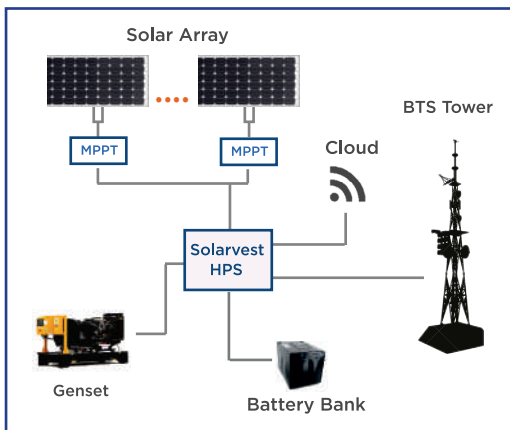 Solar Array
BTS Tower
MPPT
MPPT
Cloud
Solarvest
HPS
Genset
Battery Bank